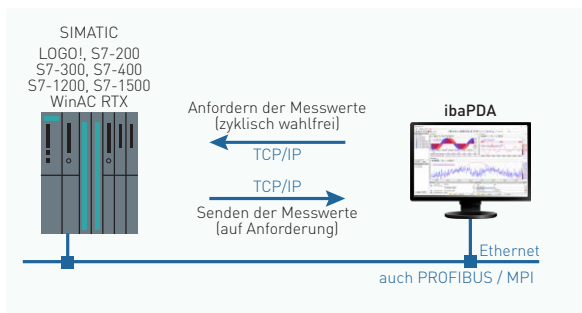 SIMATIC
LOGO!, S7-200
S7-300, S7-400
S7-1200, S7-1500
WinAC RTX
Anfordern der Messwerte
(zyklisch wahlfrei)
TCP/IP
TCP/IP
Senden der Messwerte
(auf Anforderung)
ibaPDA
Ethernet
auch PROFIBUS / MPI